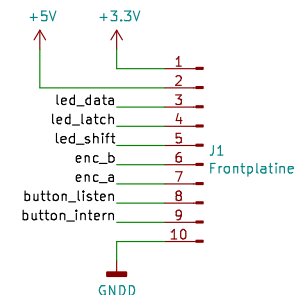 +5V +3.3V
1
2
led_data 3
led_latch 4
led_shift 5
J1
enc_b 6
Frontplatine
enc_a 7
button_listen 8
button_intern 9
10
GNDD